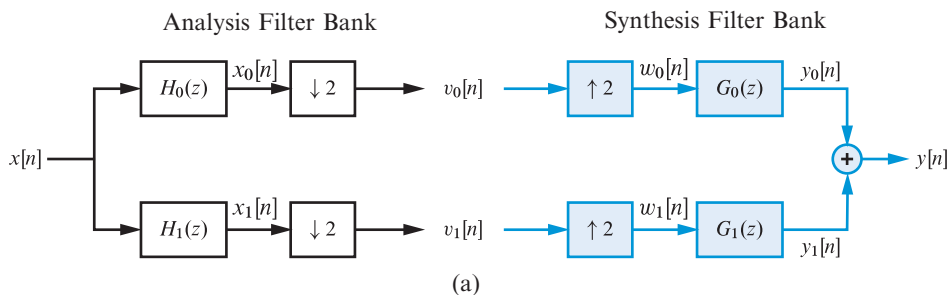 Analysis Filter Bank
Synthesis Filter Bank
x[n]
H₀(z)
x₀[n]
↓ 2
v₀[n]
↑ 2
w₀[n]
G₀(z)
y₀[n]
+
y[n]
H₁(z)
x₁[n]
↓ 2
v₁[n]
↑ 2
w₁[n]
G₁(z)
y₁[n]
(a)